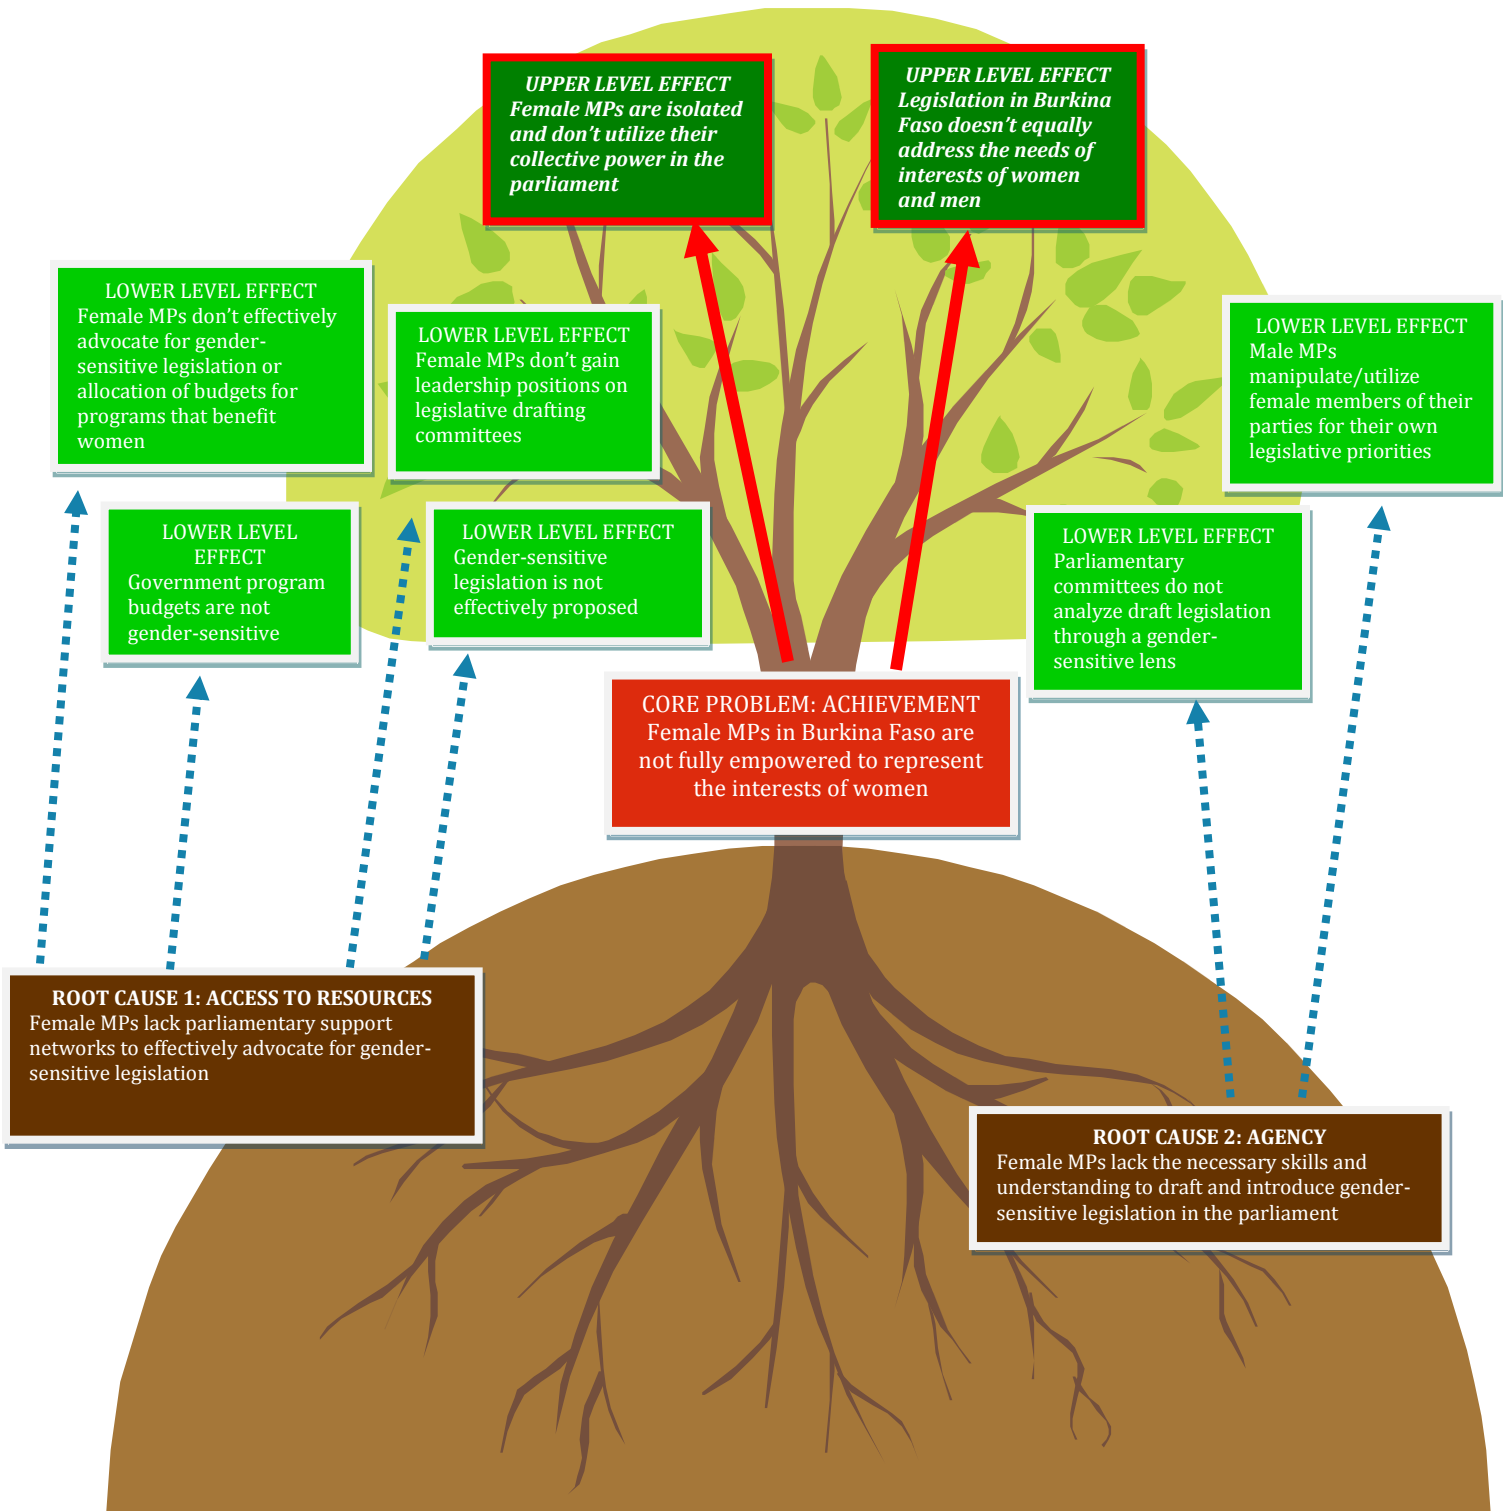 UPPER LEVEL EFFECT
Female MPs are isolated
and don’t utilize their
collective power in the
parliament
UPPER LEVEL EFFECT
Legislation in Burkina
Faso doesn’t equally
address the needs of
interests of women
and men
LOWER LEVEL EFFECT
Female MPs don’t effectively
advocate for gender-
sensitive legislation or
allocation of budgets for
programs that benefit
women
LOWER LEVEL EFFECT
Female MPs don’t gain
leadership positions on
legislative drafting
committees
LOWER LEVEL EFFECT
Male MPs
manipulate/utilize
female members of their
parties for their own
legislative priorities
LOWER LEVEL
EFFECT
Government program
budgets are not
gender-sensitive
LOWER LEVEL EFFECT
Gender-sensitive
legislation is not
effectively proposed
LOWER LEVEL EFFECT
Parliamentary
committees do not
analyze draft legislation
through a gender-
sensitive lens
CORE PROBLEM: ACHIEVEMENT
Female MPs in Burkina Faso are
not fully empowered to represent
the interests of women
ROOT CAUSE 1: ACCESS TO RESOURCES
Female MPs lack parliamentary support
networks to effectively advocate for gender-
sensitive legislation
ROOT CAUSE 2: AGENCY
Female MPs lack the necessary skills and
understanding to draft and introduce gender-
sensitive legislation in the parliament